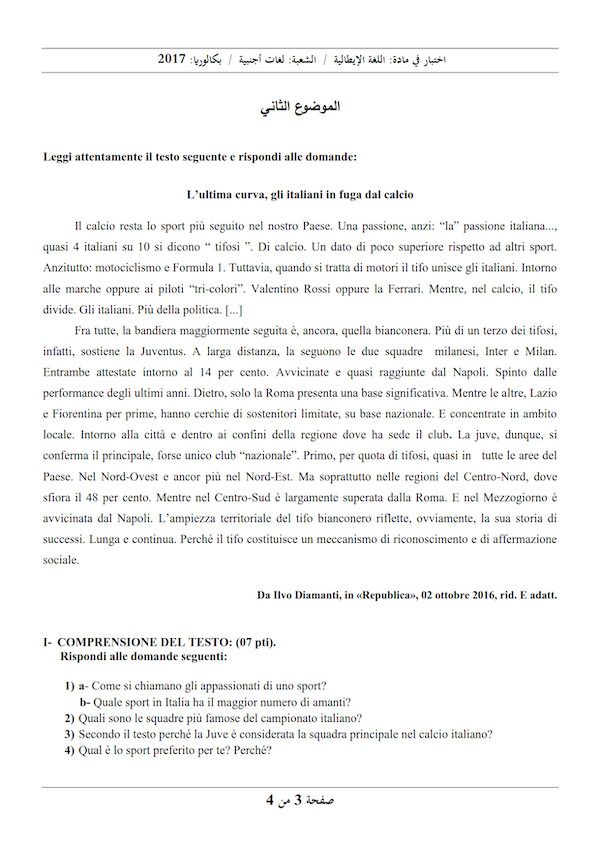 اختبار في مادة: اللغة الإيطالية / الشعبة: لغات أجنبية / بكالوريا: 2017
الموضوع الثاني
Leggi attentamente il testo seguente e rispondi alle domande:
L’ultima curva, gli italiani in fuga dal calcio
Il calcio resta lo sport più seguito nel nostro Paese. Una passione, anzi: “la” passione italiana...,
quasi 4 italiani su 10 si dicono “ tifosi ”. Di calcio. Un dato di poco superiore rispetto ad altri sport.
Anzitutto: motociclismo e Formula 1. Tuttavia, quando si tratta di motori il tifo unisce gli italiani. Intorno
alle marche oppure ai piloti “tri-colori”. Valentino Rossi oppure la Ferrari. Mentre, nel calcio, il tifo
divide. Gli italiani. Più della politica. [...]
Fra tutte, la bandiera maggiormente seguita è, ancora, quella bianconera. Più di un terzo dei tifosi,
infatti, sostiene la Juventus. A larga distanza, la seguono le due squadre milanesi, Inter e Milan.
Entrambe attestate intorno al 14 per cento. Avvicinate e quasi raggiunte dal Napoli. Spinto dalle
performance degli ultimi anni. Dietro, solo la Roma presenta una base significativa. Mentre le altre, Lazio
e Fiorentina per prime, hanno cerchie di sostenitori limitate, su base nazionale. E concentrate in ambito
locale. Intorno alla città e dentro ai confini della regione dove ha sede il club. La juve, dunque, si
conferma il principale, forse unico club “nazionale”. Primo, per quota di tifosi, quasi in tutte le aree del
Paese. Nel Nord-Ovest e ancor più nel Nord-Est. Ma soprattutto nelle regioni del Centro-Nord, dove
sfiora il 48 per cento. Mentre nel Centro-Sud è largamente superata dalla Roma. E nel Mezzogiorno è
avvicinata dal Napoli. L’ampiezza territoriale del tifo bianconero riflette, ovviamente, la sua storia di
successi. Lunga e continua. Perché il tifo costituisce un meccanismo di riconoscimento e di affermazione
sociale.
Da Ilvo Diamanti, in «Republica», 02 ottobre 2016, rid. E adatt.
I- COMPRENSIONE DEL TESTO: (07 pti).
Rispondi alle domande seguenti:
1) a- Come si chiamano gli appassionati di uno sport?
b- Quale sport in Italia ha il maggior numero di amanti?
2) Quali sono le squadre più famose del campionato italiano?
3) Secondo il testo perché la Juve è considerata la squadra principale nel calcio italiano?
4) Qual è lo sport preferito per te? Perché?
صفحة 3 من 4